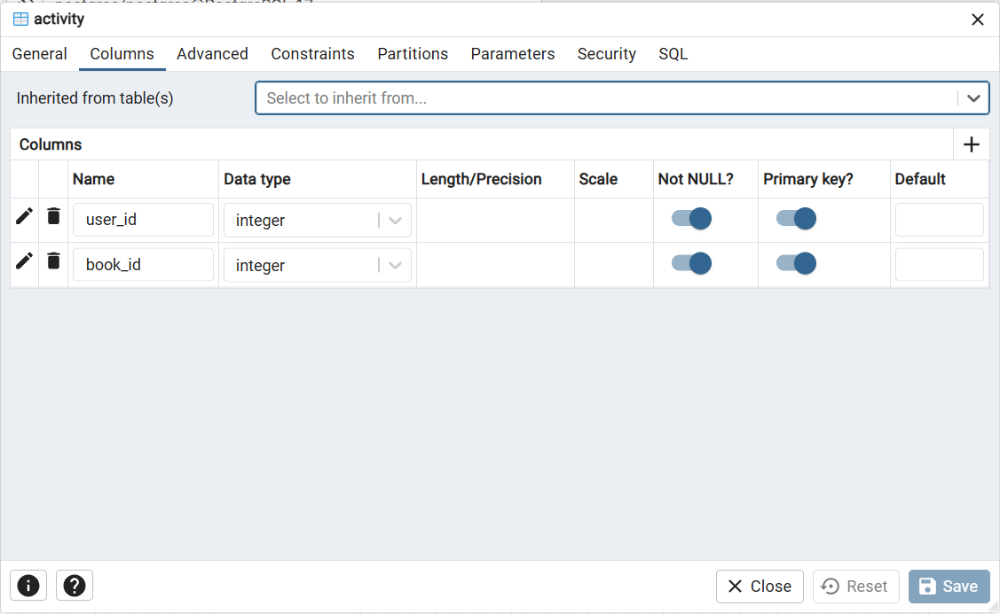 activity
General Columns Advanced Constraints Partitions Parameters Security SQL
Inherited from table(s) Select to inherit from...
Columns
Name Data type Length/Precision Scale Not NULL? Primary key? Default
user_id integer
book_id integer
Close Reset Save